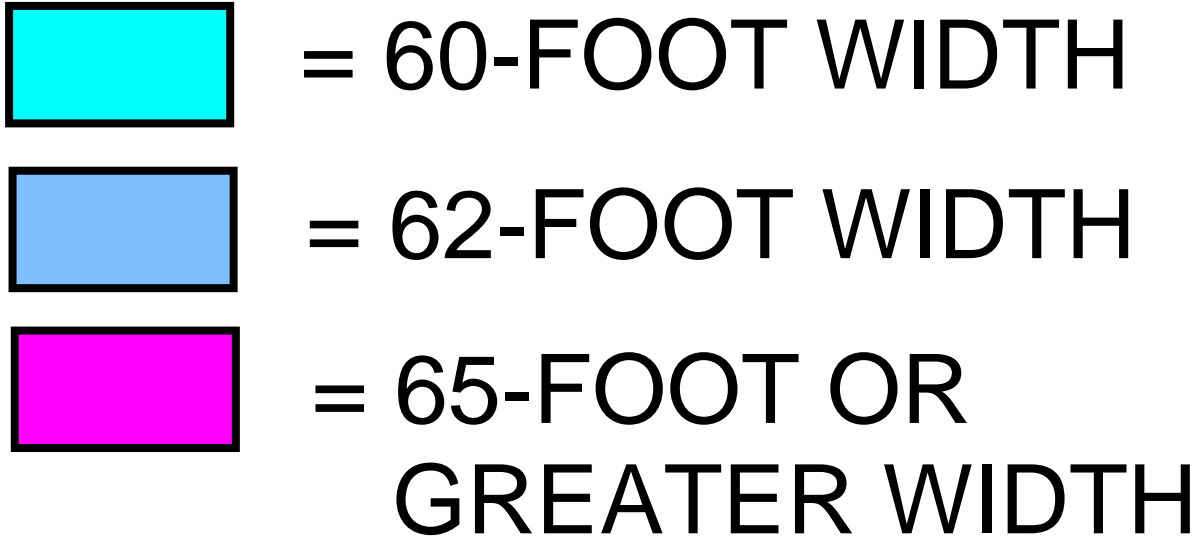 = 60-FOOT WIDTH
= 62-FOOT WIDTH
= 65-FOOT OR
GREATER WIDTH